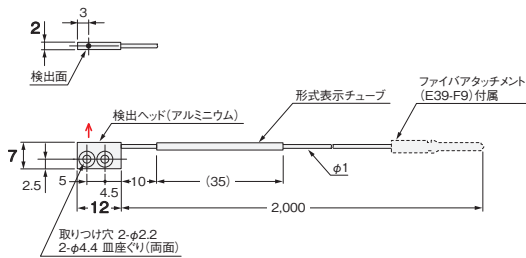 3
2
検出面
検出ヘッド(アルミニウム)
形式表示チューブ
ファイバアタッチメント
(E39-F9)付属
7
2.5
5
4.5
10
(35)
φ1
12
2,000
取りつけ穴 2-φ2.2
2-φ4.4 皿座ぐり(両面)